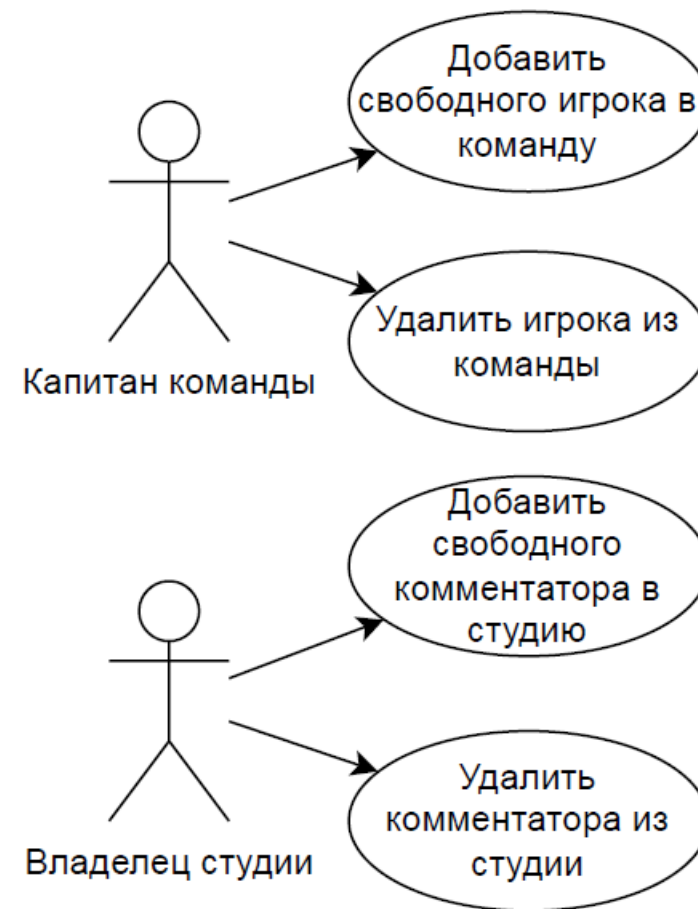 Добавить
свободного игрока в
команду
Удалить игрока из
команды
Капитан команды
Добавить
свободного
комментатора в
студию
Удалить
комментатора из
студии
Владелец студии